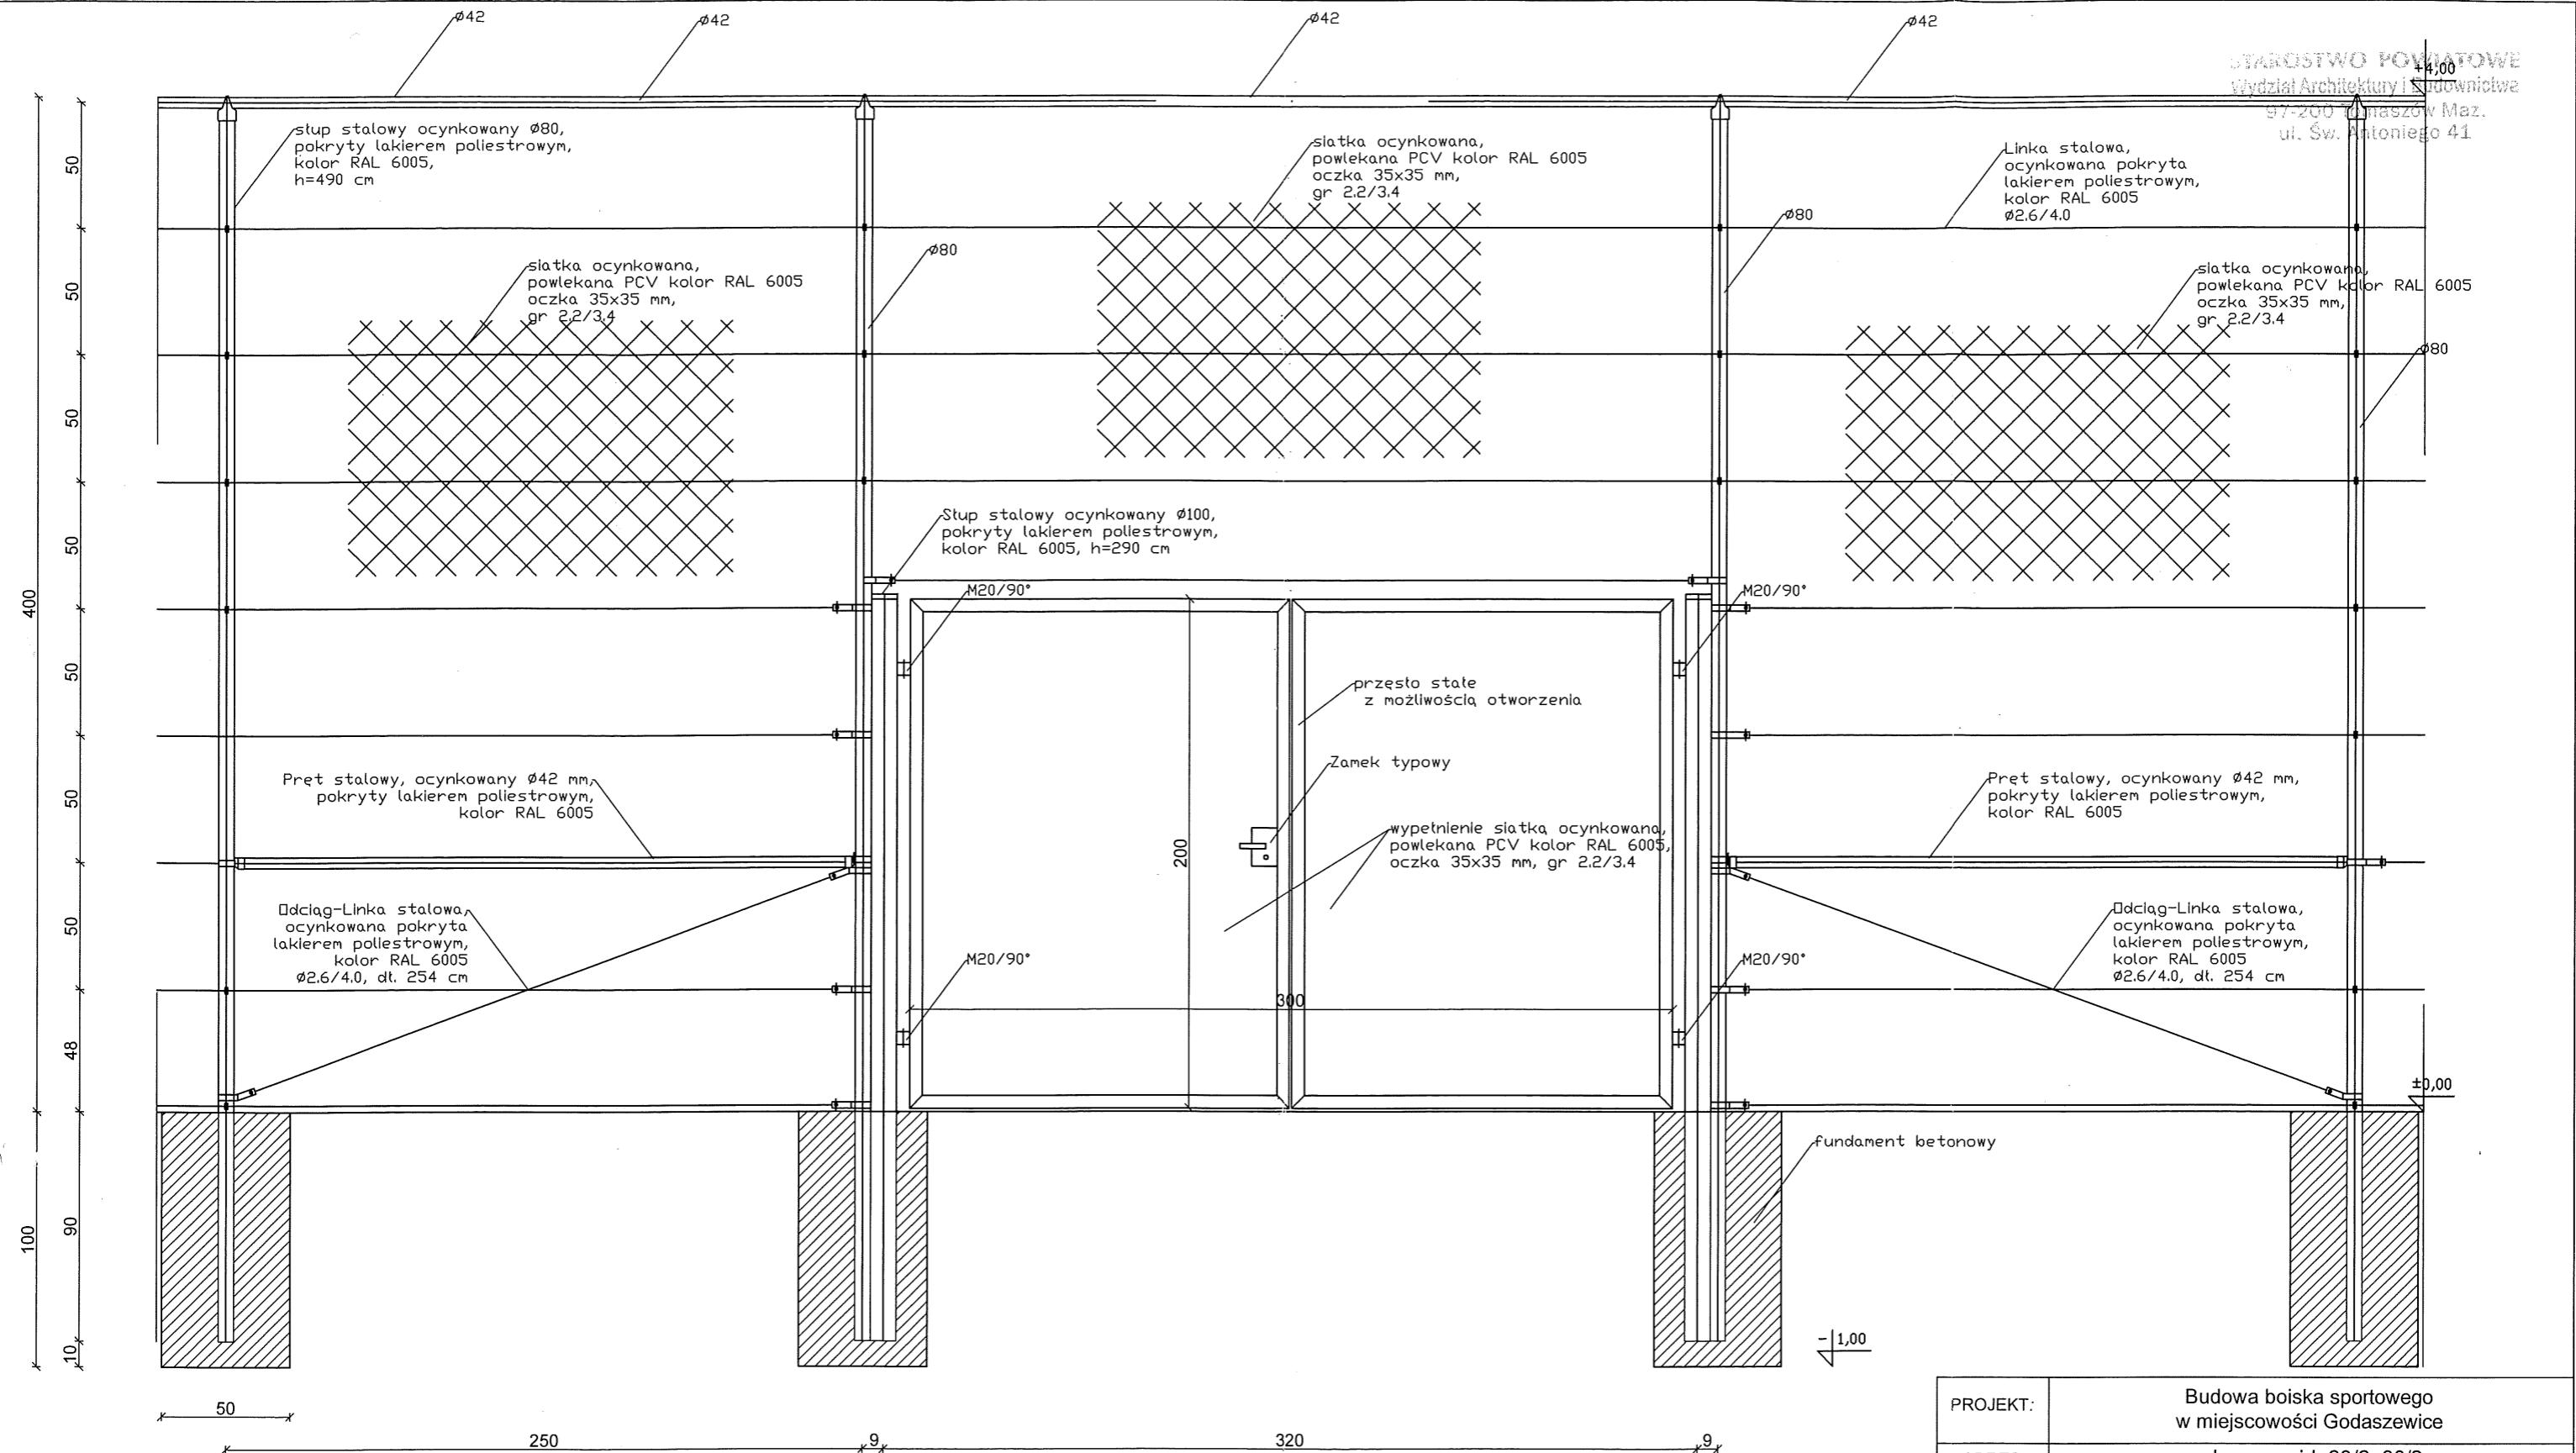 ø42
ø42
ø42
ø42
STAROSTWO POWIATOWE
Wydział Architektury i Budownictwa
97-200 Tomaszów Maz.
ul. Św. Antoniego 41
+4,00
słup stalowy ocynkowany Ø80,
pokryty lakierem poliestrowym,
kolor RAL 6005,
h=490 cm
siatka ocynkowana,
powlekana PCV kolor RAL 6005
oczka 35x35 mm,
gr 2.2/3.4
Linka stalowa,
ocynkowana pokryta
lakierem poliestrowym,
kolor RAL 6005
Ø2.6/4.0
ø80
ø80
siatka ocynkowana,
powlekana PCV kolor RAL 6005
oczka 35x35 mm,
gr 2.2/3.4
siatka ocynkowana,
powlekana PCV kolor RAL 6005
oczka 35x35 mm,
gr 2.2/3.4
ø80
Słup stalowy ocynkowany Ø100,
pokryty lakierem poliestrowym,
kolor RAL 6005, h=290 cm
M20/90°
M20/90°
przęsło stałe
z możliwością otworzenia
Zamek typowy
Pręt stalowy, ocynkowany Ø42 mm,
pokryty lakierem poliestrowym,
kolor RAL 6005
Pręt stalowy, ocynkowany Ø42 mm,
pokryty lakierem poliestrowym,
kolor RAL 6005
wypełnienie siatką ocynkowaną,
powlekana PCV kolor RAL 6005,
oczka 35x35 mm, gr 2.2/3.4
Odciąg-Linka stalowa,
ocynkowana pokryta
lakierem poliestrowym,
kolor RAL 6005
Ø2.6/4.0, dł. 254 cm
Odciąg-Linka stalowa,
ocynkowana pokryta
lakierem poliestrowym,
kolor RAL 6005
Ø2.6/4.0, dł. 254 cm
M20/90°
M20/90°
200
300
±0,00
fundament betonowy
-1,00
400
100
50
50
50
50
50
50
50
48
90
10
50
250
9
320
9
PROJEKT:
Budowa boiska sportowego
w miejscowości Godaszewice